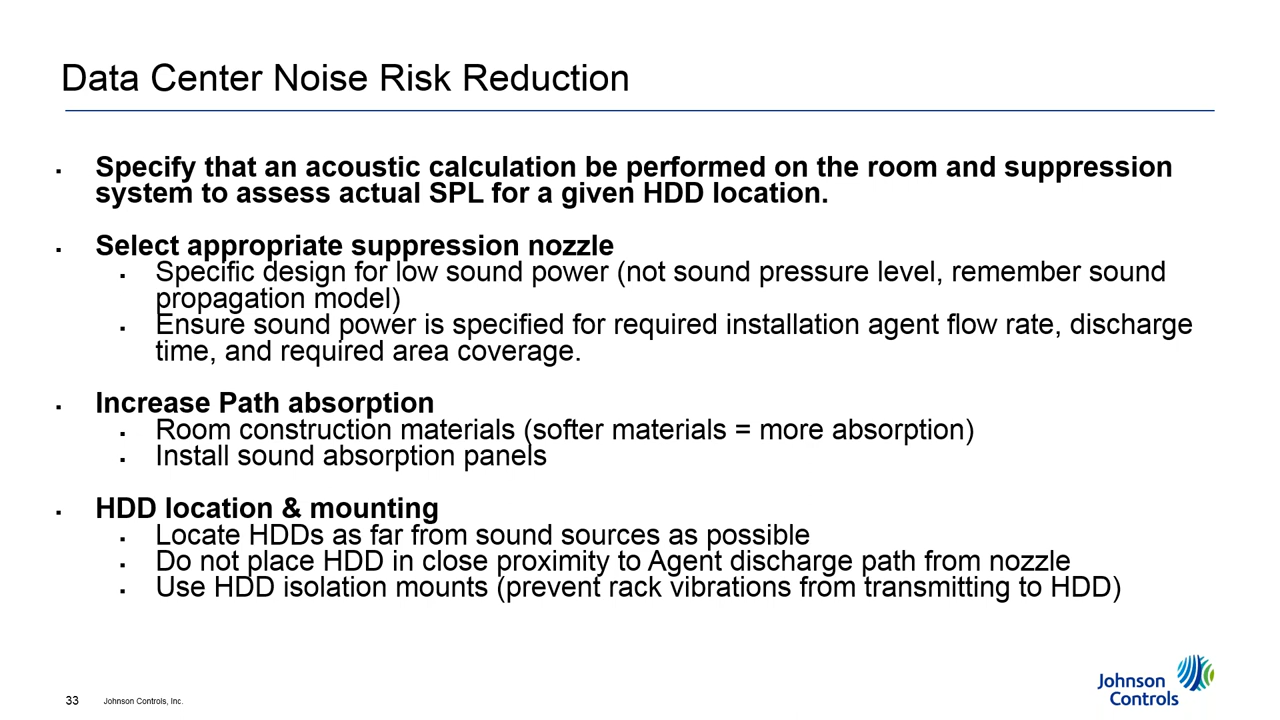 Data Center Noise Risk Reduction
▪ Specify that an acoustic calculation be performed on the room and suppression
system to assess actual SPL for a given HDD location.
▪ Select appropriate suppression nozzle
▪ Specific design for low sound power (not sound pressure level, remember sound
propagation model)
▪ Ensure sound power is specified for required installation agent flow rate, discharge
time, and required area coverage.
▪ Increase Path absorption
▪ Room construction materials (softer materials = more absorption)
▪ Install sound absorption panels
▪ HDD location & mounting
▪ Locate HDDs as far from sound sources as possible
▪ Do not place HDD in close proximity to Agent discharge path from nozzle
▪ Use HDD isolation mounts (prevent rack vibrations from transmitting to HDD)
33 Johnson Controls, Inc.
Johnson
Controls